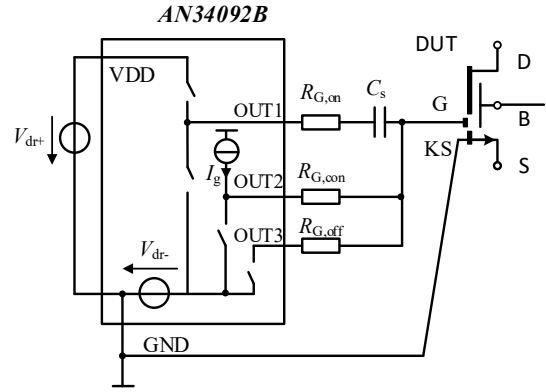 AN34092B
DUT
D
VDD
V_dr+
OUT1
R_G,on
C_s
G
B
I_g
OUT2
R_G,con
KS
S
OUT3
R_G,off
V_dr-
GND